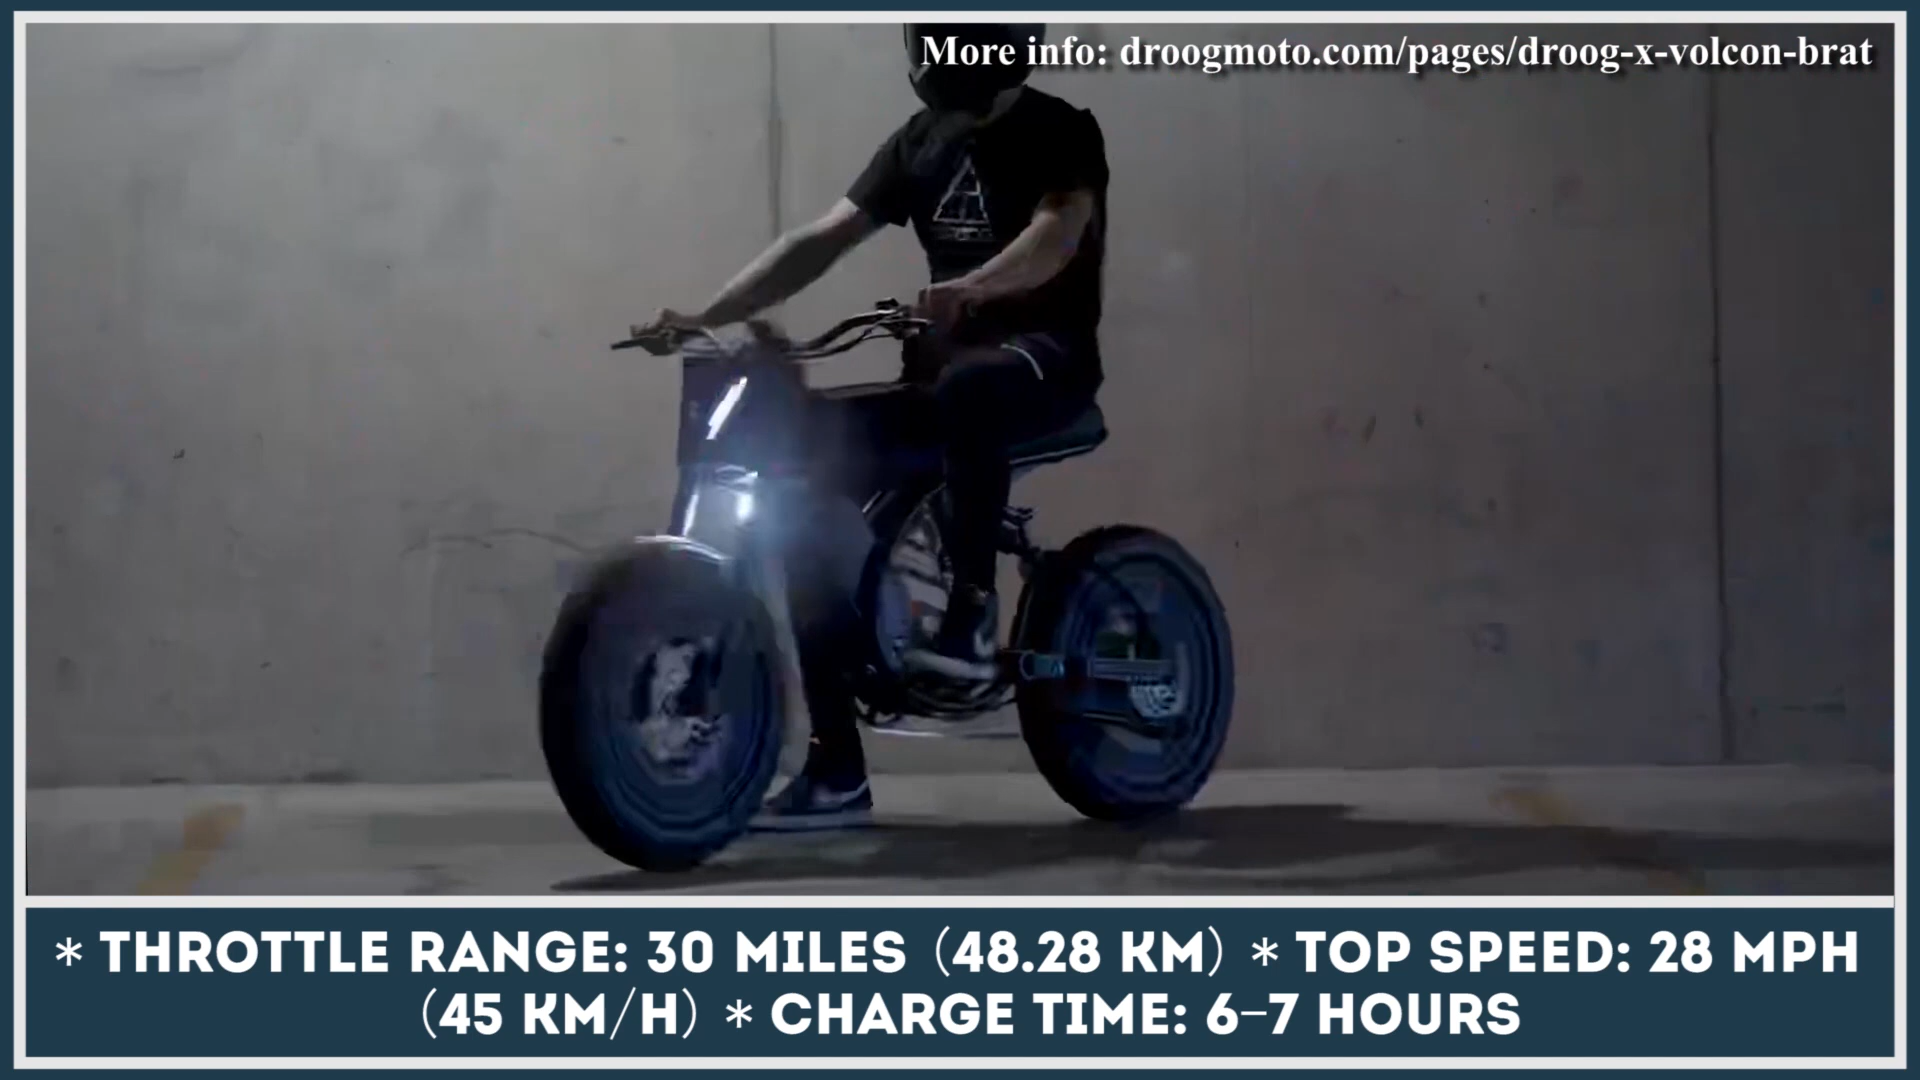 More info: droogmoto.com/pages/droog-x-volcon-brat
* THROTTLE RANGE: 30 MILES (48.28 KM) * TOP SPEED: 28 MPH
(45 KM/H) * CHARGE TIME: 6–7 HOURS